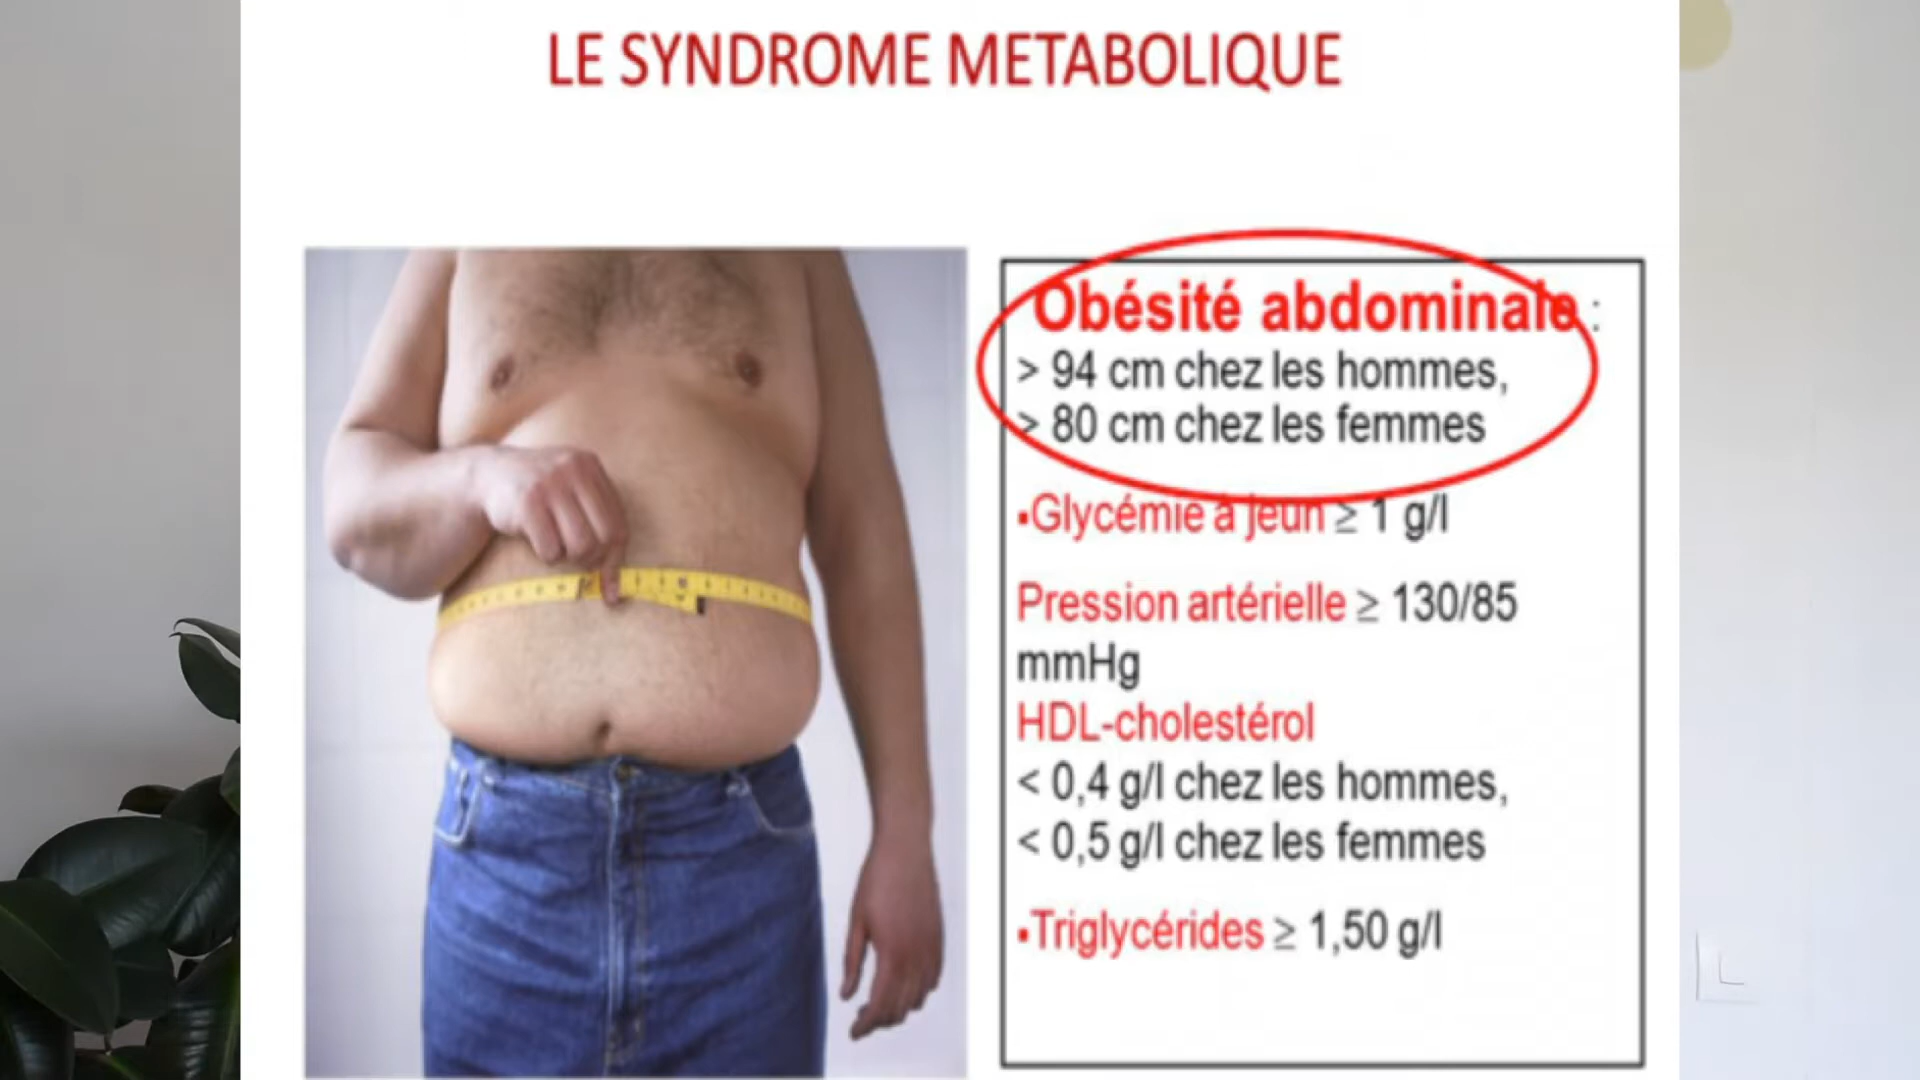 LE SYNDROME METABOLIQUE
Obésité abdominale :
> 94 cm chez les hommes,
> 80 cm chez les femmes
▪Glycémie à jeun ≥ 1 g/l
Pression artérielle ≥ 130/85
mmHg
HDL-cholestérol
< 0,4 g/l chez les hommes,
< 0,5 g/l chez les femmes
▪Triglycérides ≥ 1,50 g/l